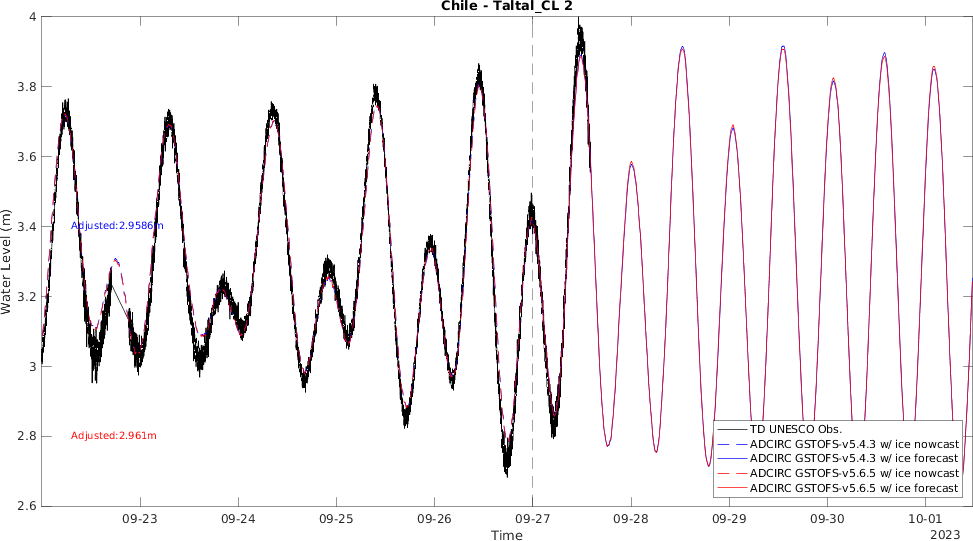 Chile - Taltal_CL 2
4
3.8
3.6
3.4
3.2
3
2.8
2.6
Water Level (m)
Adjusted:2.9586m
Adjusted:2.961m
TD UNESCO Obs.
ADCIRC GSTOFS-v5.4.3 w/ ice nowcast
ADCIRC GSTOFS-v5.4.3 w/ ice forecast
ADCIRC GSTOFS-v5.6.5 w/ ice nowcast
ADCIRC GSTOFS-v5.6.5 w/ ice forecast
09-23 09-24 09-25 09-26 09-27 09-28 09-29 09-30 10-01
Time
2023